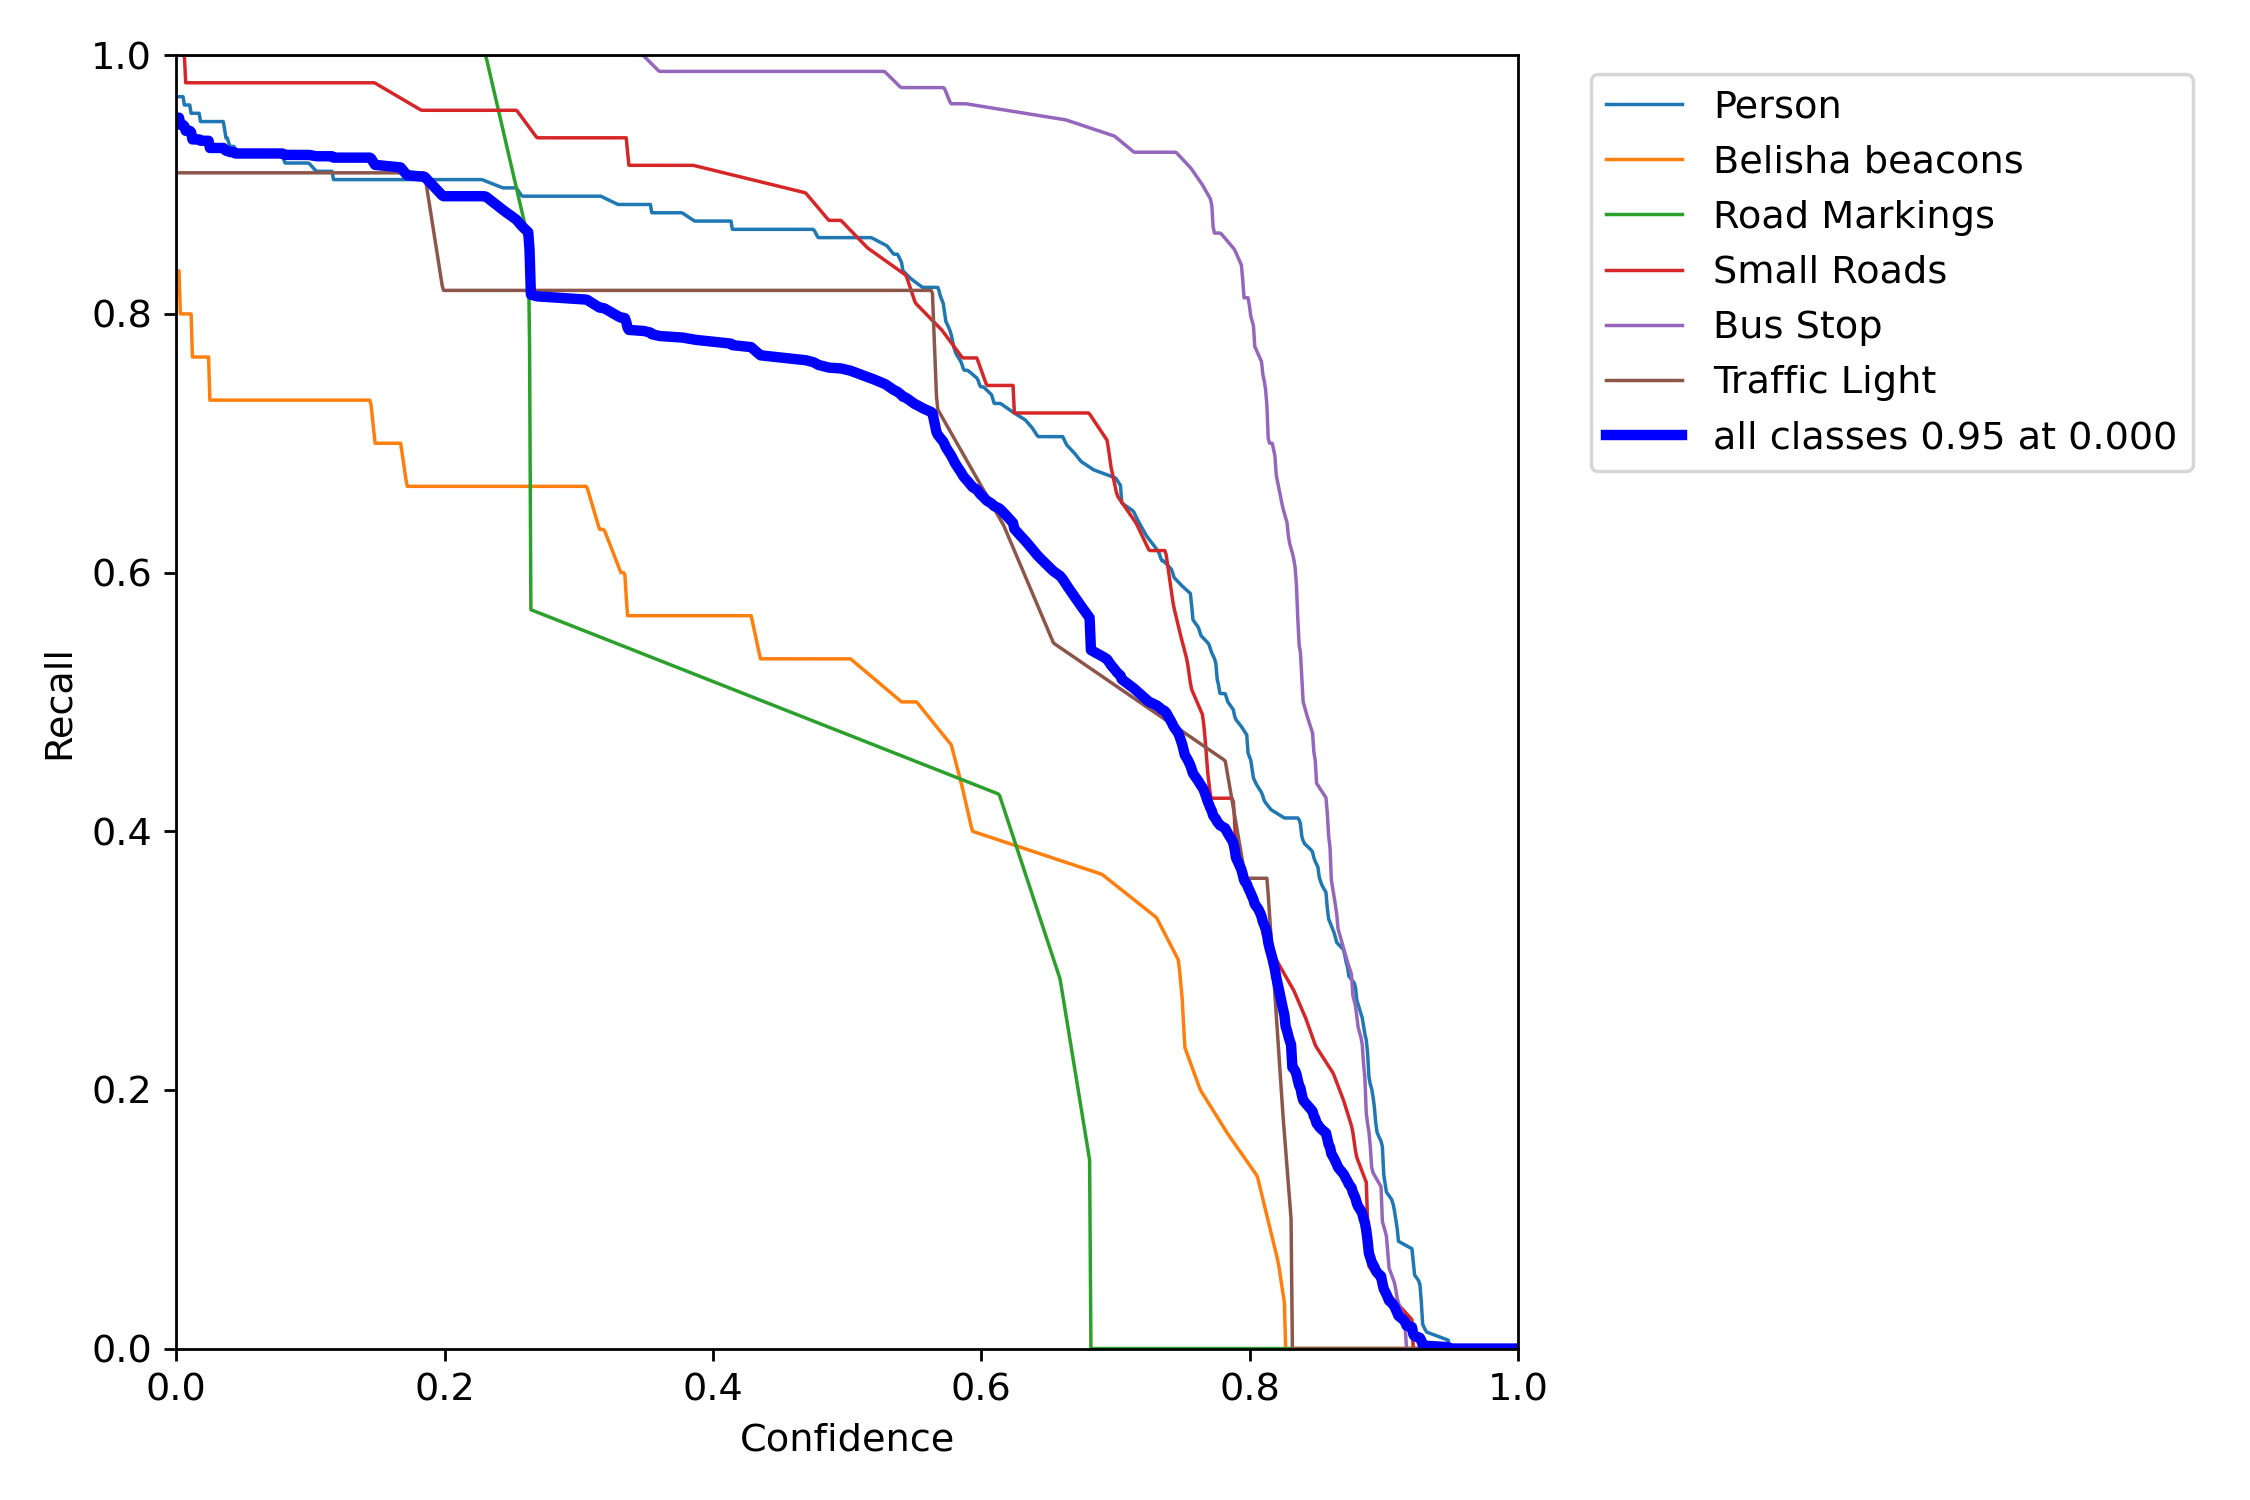 1.0
0.8
0.6
0.4
0.2
0.0
Recall
0.0 0.2 0.4 0.6 0.8 1.0
Confidence
Person
Belisha beacons
Road Markings
Small Roads
Bus Stop
Traffic Light
all classes 0.95 at 0.000